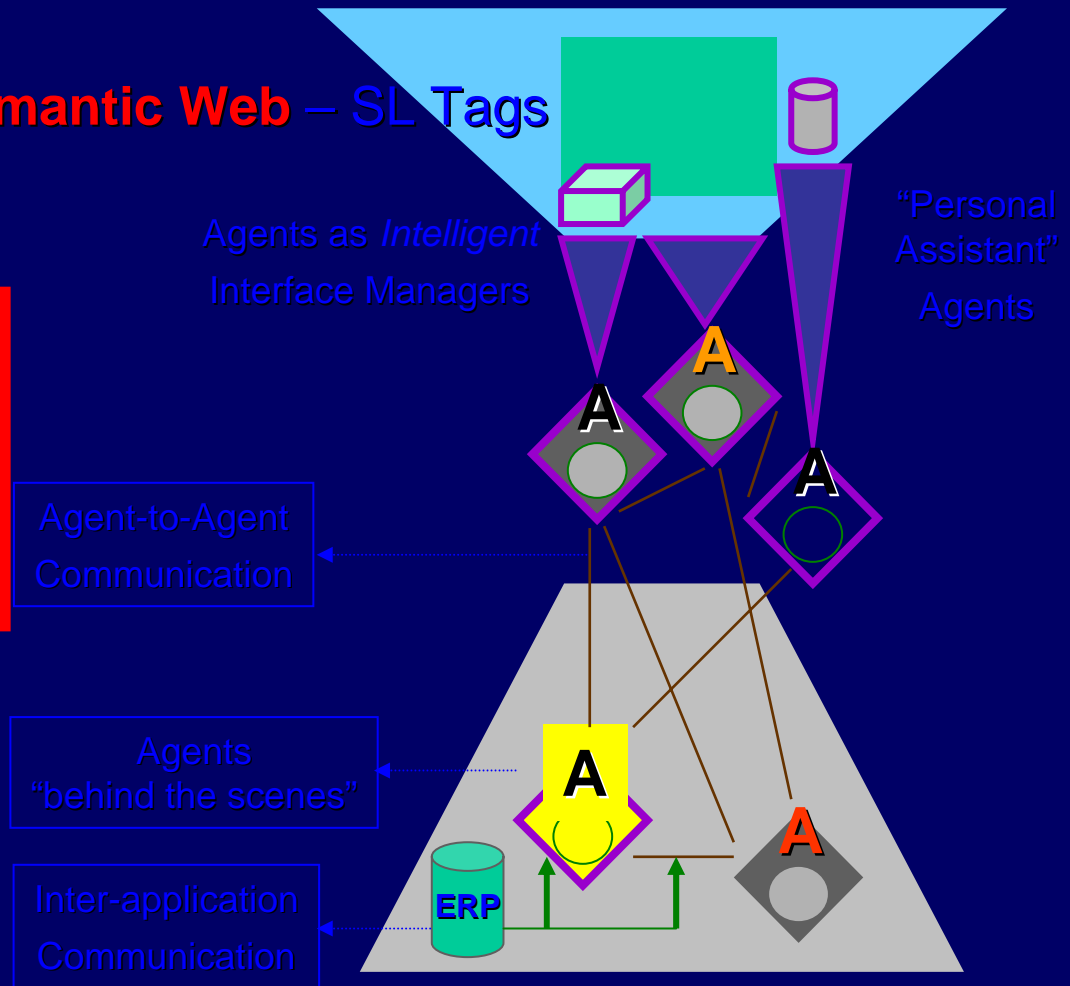 mantic Web – SL Tags
Agents as Intelligent
Interface Managers
“Personal
Assistant”
Agents
A
A
A
Agent-to-Agent
Communication
Agents
“behind the scenes”
A
A
ERP
Inter-application
Communication